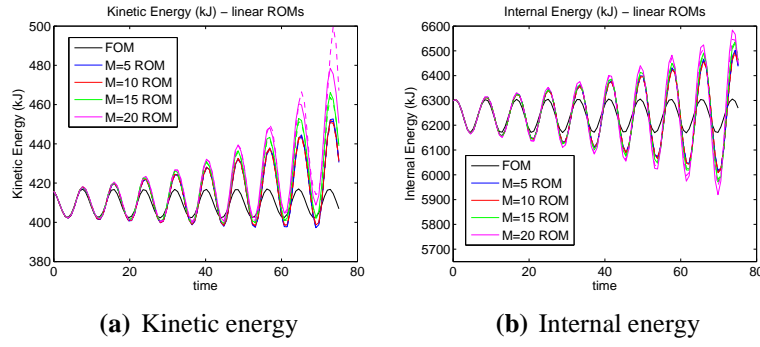 Kinetic Energy (kJ) – linear ROMs
500
480
460
440
420
400
380
Kinetic Energy (kJ)
FOM
M=5 ROM
M=10 ROM
M=15 ROM
M=20 ROM
0
20
40
60
80
time
(a) Kinetic energy
Internal Energy (kJ) – linear ROMs
6600
6500
6400
6300
6200
6100
6000
5900
5800
5700
Internal Energy (kJ)
FOM
M=5 ROM
M=10 ROM
M=15 ROM
M=20 ROM
0
20
40
60
80
time
(b) Internal energy